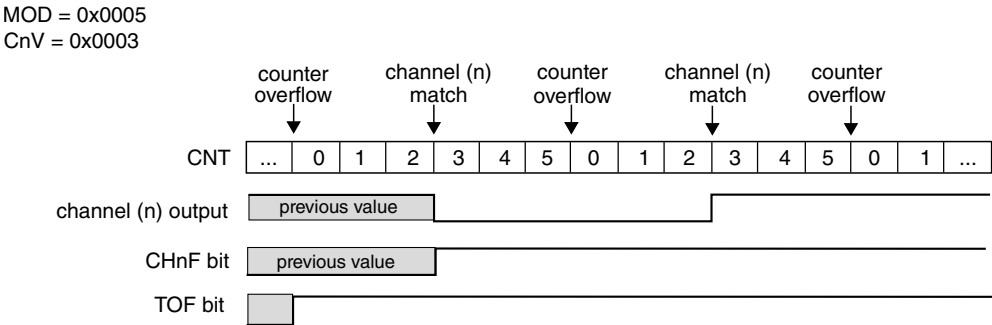 MOD = 0x0005
CnV = 0x0003
counter overflow
channel (n) match
counter overflow
channel (n) match
counter overflow
CNT ... 0 1 2 3 4 5 0 1 2 3 4 5 0 1 ...
channel (n) output previous value
CHnF bit previous value
TOF bit